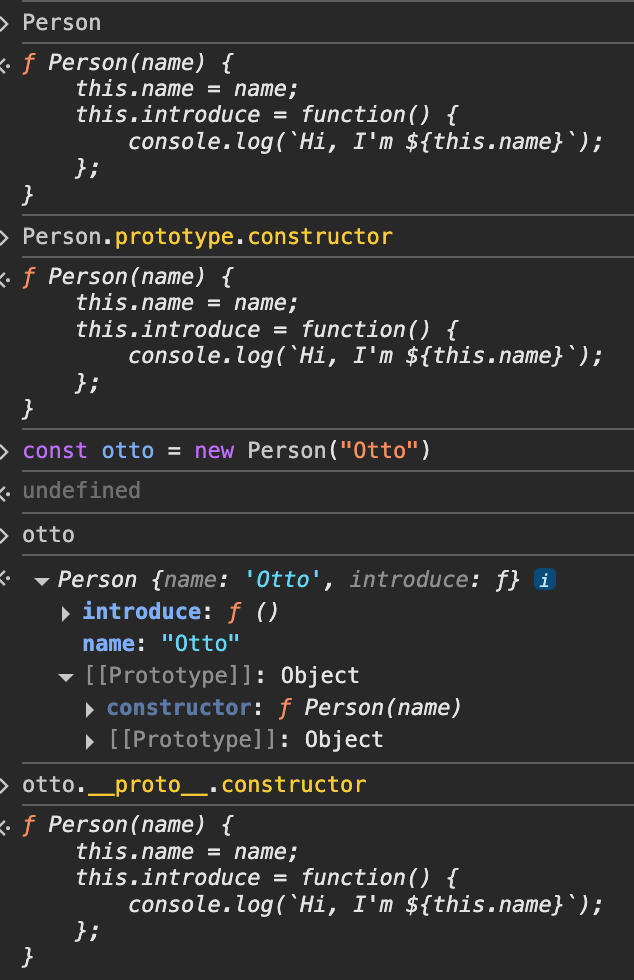 Person
ƒ Person(name) {
    this.name = name;
    this.introduce = function() {
        console.log(`Hi, I'm ${this.name}`);
    };
}
Person.prototype.constructor
ƒ Person(name) {
    this.name = name;
    this.introduce = function() {
        console.log(`Hi, I'm ${this.name}`);
    };
}
const otto = new Person("Otto")
undefined
otto
Person {name: 'Otto', introduce: ƒ} i
introduce: ƒ ()
name: "Otto"
[[Prototype]]: Object
constructor: ƒ Person(name)
[[Prototype]]: Object
otto.__proto__.constructor
ƒ Person(name) {
    this.name = name;
    this.introduce = function() {
        console.log(`Hi, I'm ${this.name}`);
    };
}